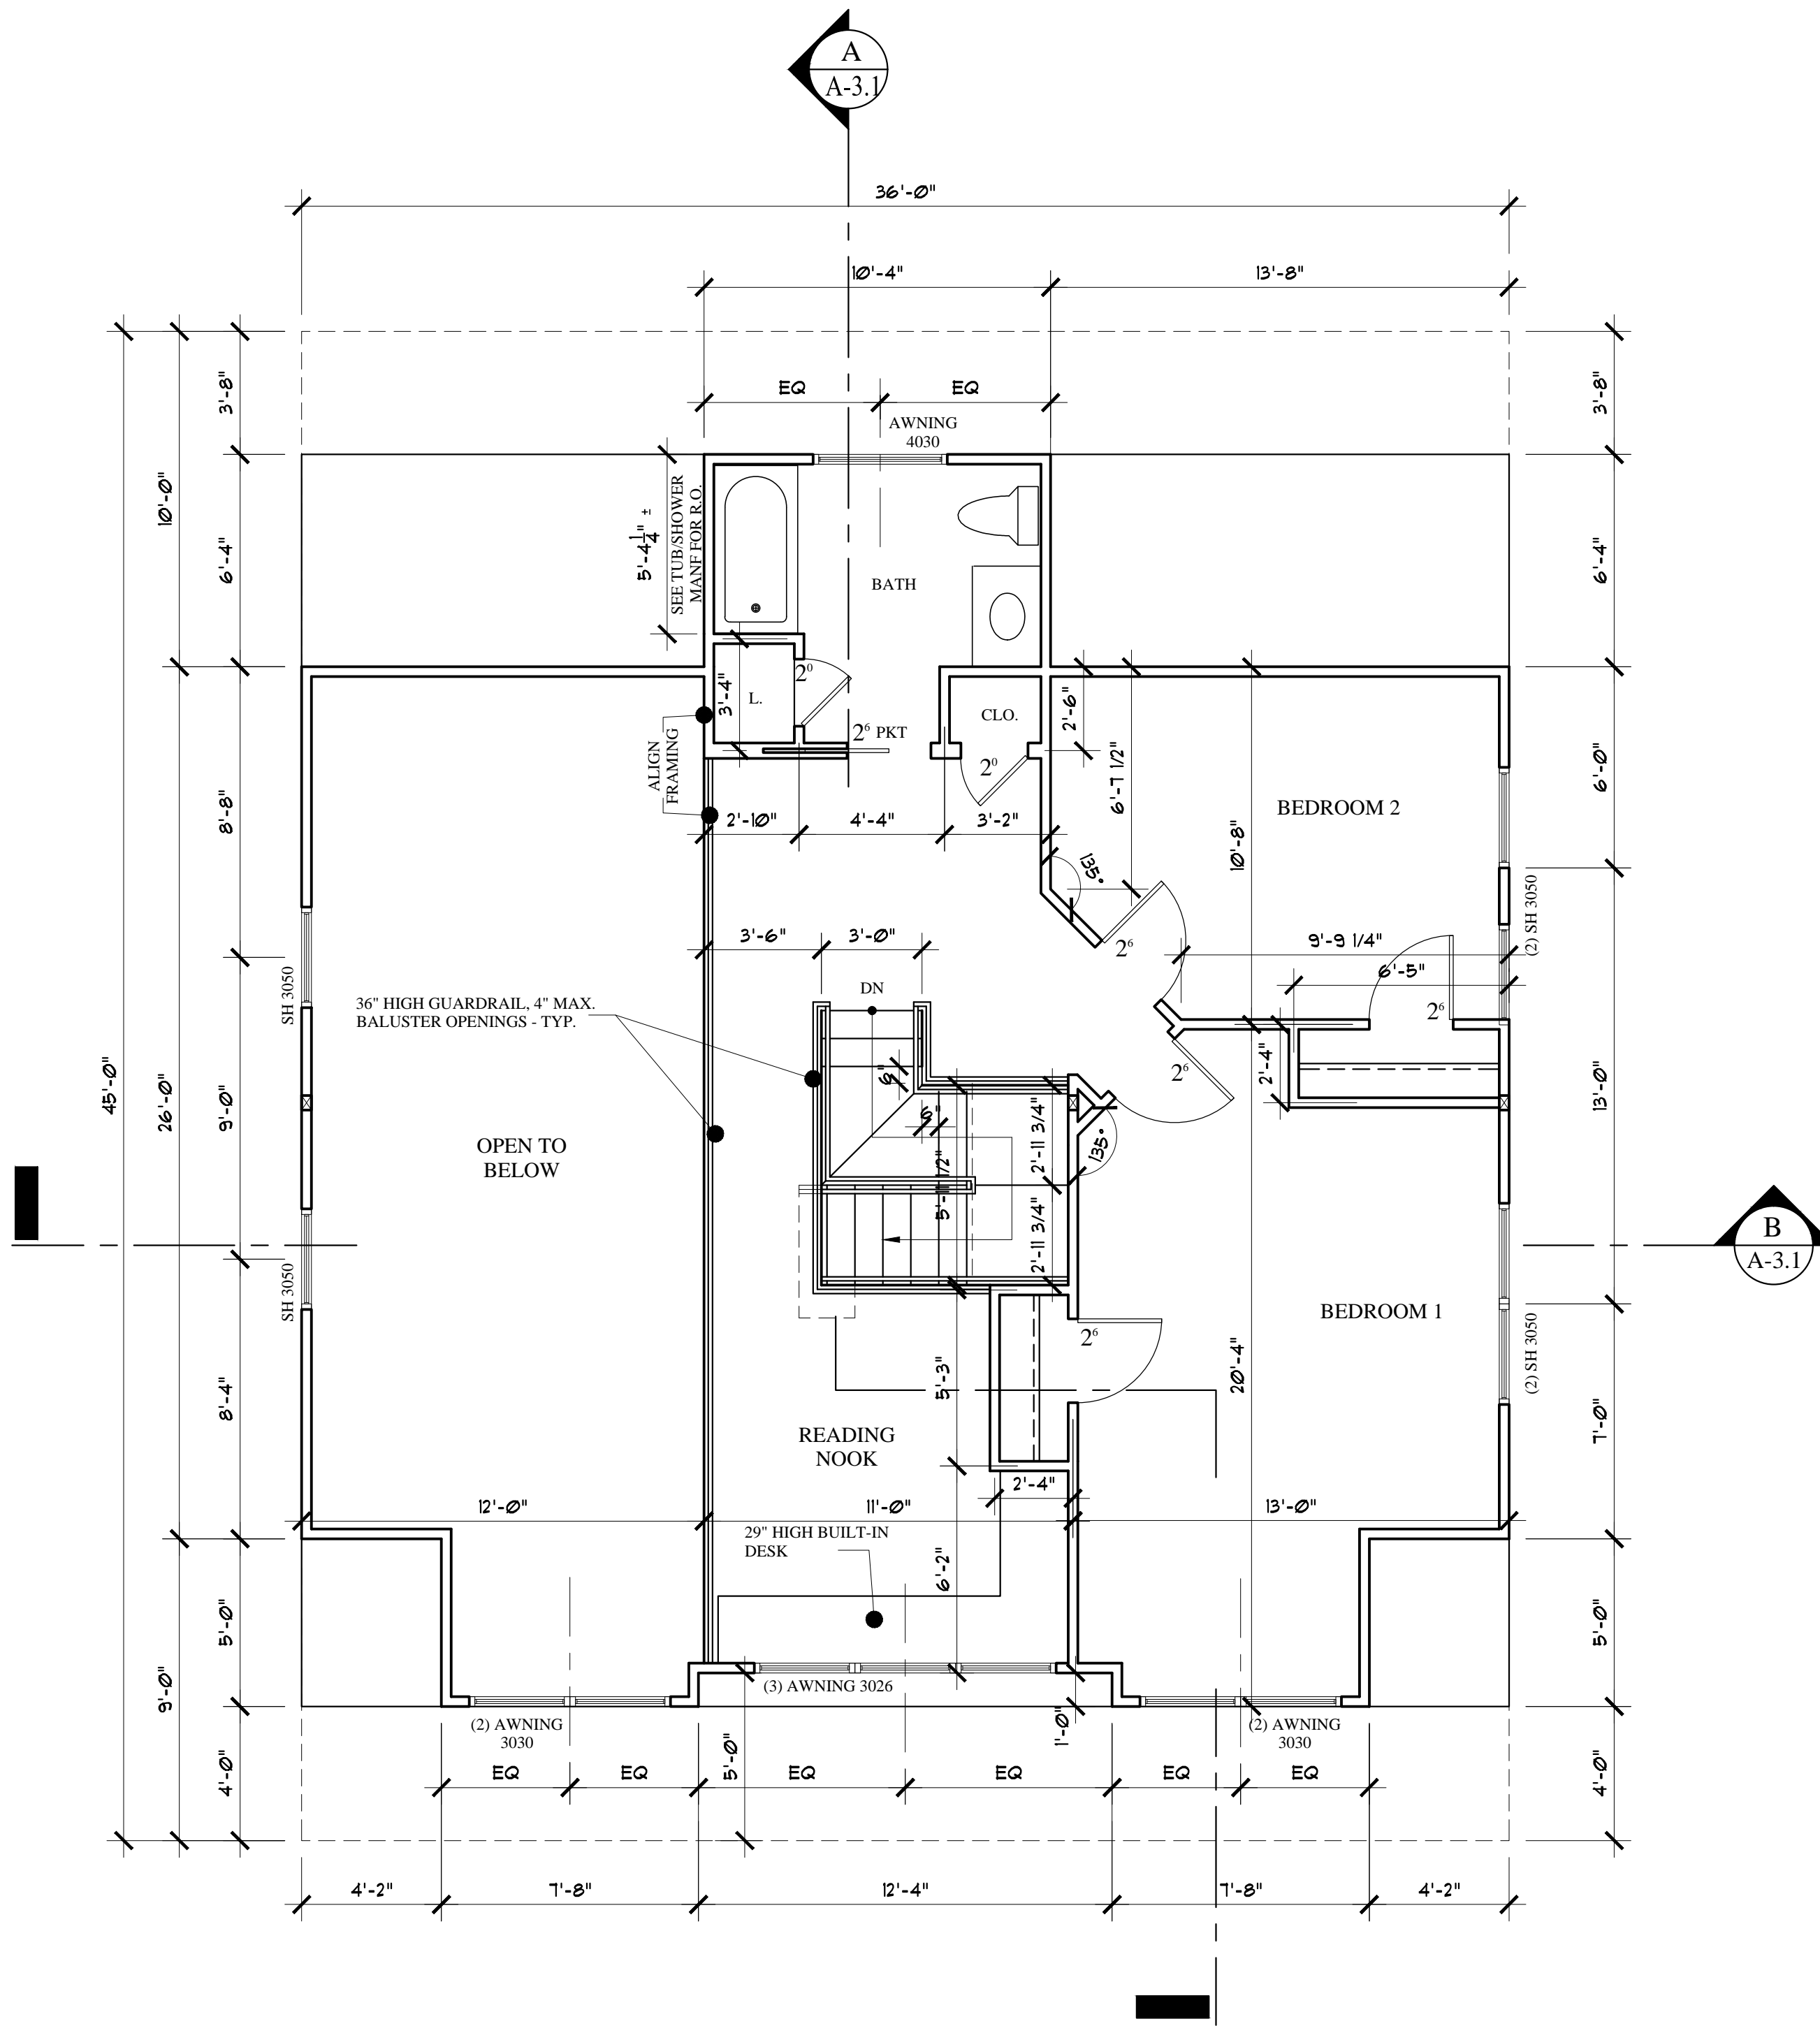 A
A-3.1
36'-0"
10'-4"
13'-8"
EQ
EQ
AWNING
4030
3'-8"
10'-0"
6'-4"
8'-8"
45'-0"
26'-0"
9'-0"
8'-4"
5'-0"
9'-0"
4'-0"
3'-8"
6'-4"
6'-0"
13'-0"
7'-0"
5'-0"
4'-0"
5'-4 1/4" ±
SEE TUB/SHOWER
MANF FOR R.O.
BATH
2⁰
L.
3'-4"
2⁶ PKT
CLO.
2⁰
2'-6"
6'-7 1/2"
10'-8"
BEDROOM 2
ALIGN
FRAMING
2'-10"
4'-4"
3'-2"
135°
2⁶
(2) SH 3050
3'-6"
3'-0"
9'-9 1/4"
6'-5"
DN
SH 3050
36" HIGH GUARDRAIL, 4" MAX.
BALUSTER OPENINGS - TYP.
2⁶
2⁶
2'-4"
6"
6"
2'-11 3/4"
135°
OPEN TO
BELOW
5'-11 1/2"
2'-11 3/4"
B
A-3.1
SH 3050
BEDROOM 1
2⁶
(2) SH 3050
20'-4"
5'-3"
READING
NOOK
2'-4"
12'-0"
11'-0"
13'-0"
29" HIGH BUILT-IN
DESK
6'-2"
(3) AWNING 3026
(2) AWNING
3030
(2) AWNING
3030
5'-0"
1'-0"
EQ
EQ
EQ
EQ
EQ
EQ
4'-2"
7'-8"
12'-4"
7'-8"
4'-2"